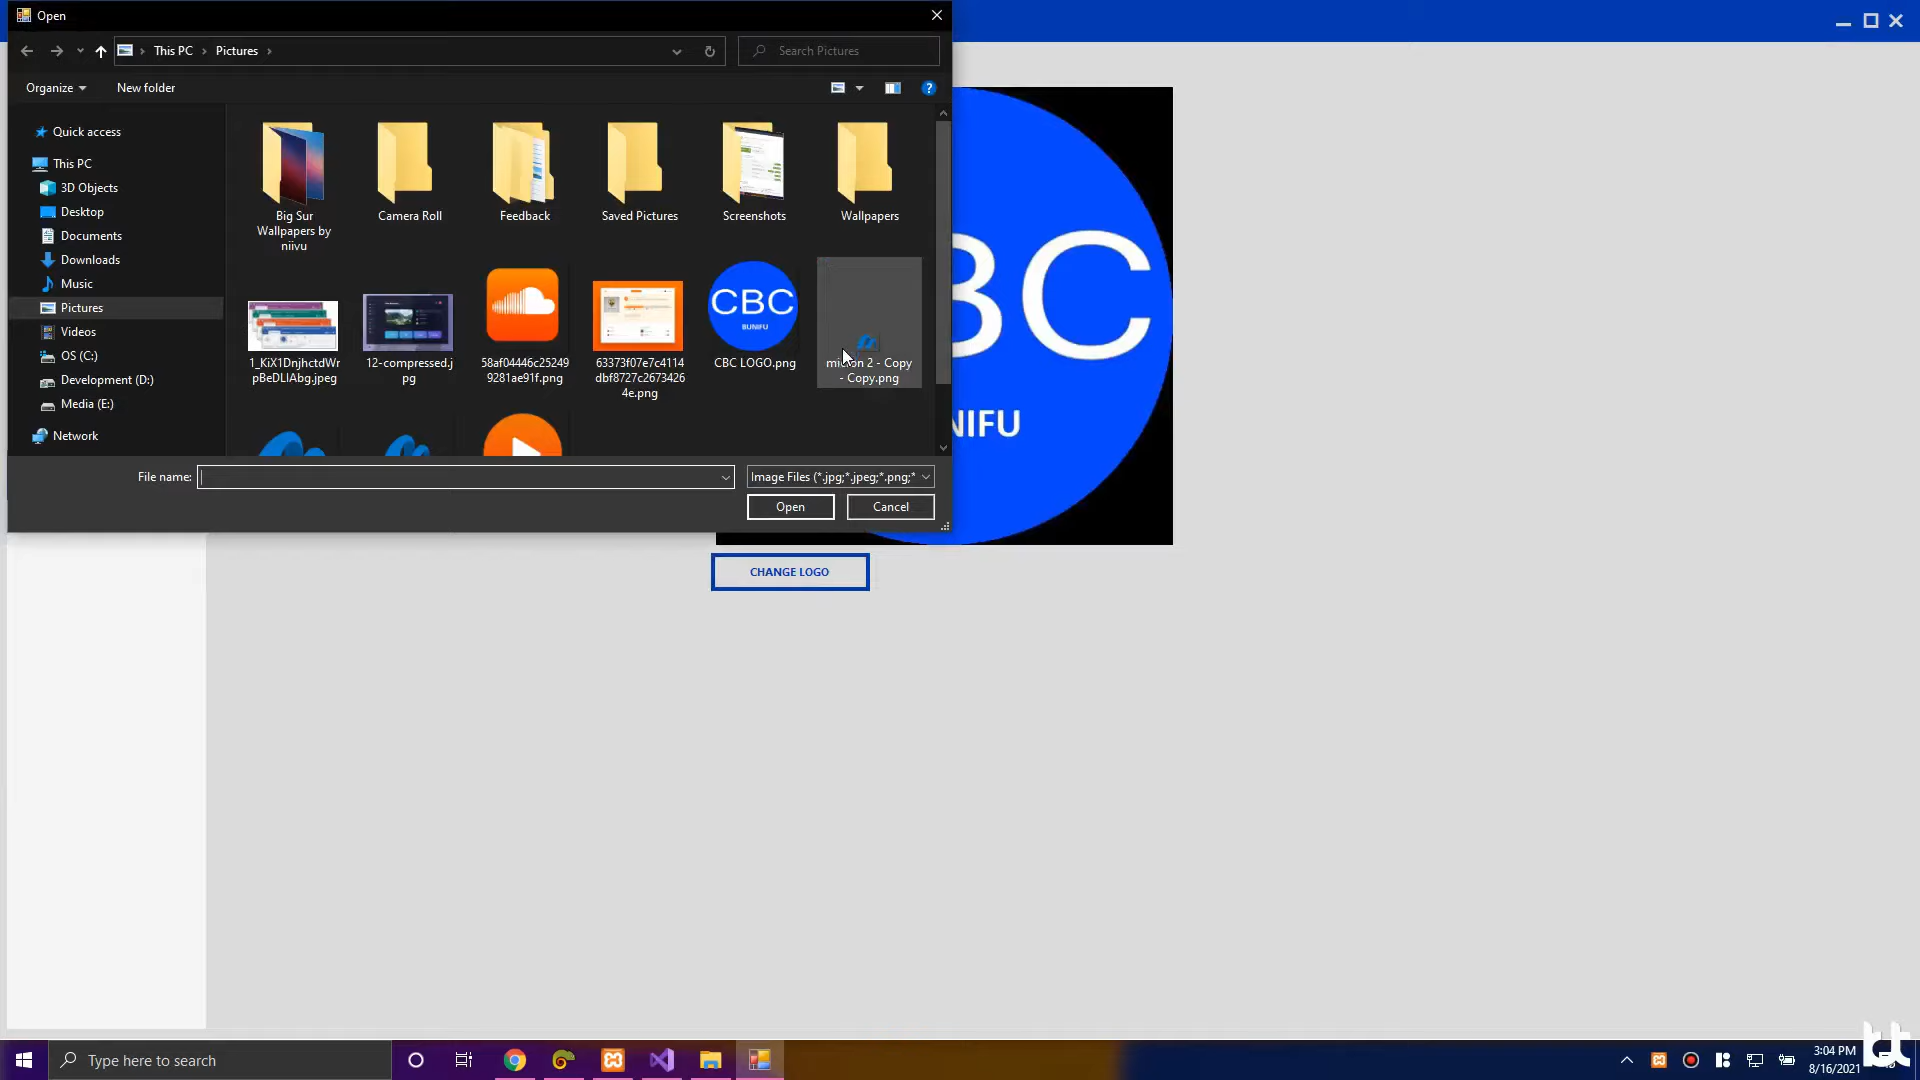 Open
This PC
Pictures
Search Pictures
Organize
New folder
Quick access
This PC
3D Objects
Desktop
Documents
Downloads
Music
Pictures
Videos
OS (C:)
Development (D:)
Media (E:)
Network
Big Sur
Wallpapers by
niivu
Camera Roll
Feedback
Saved Pictures
Screenshots
Wallpapers
1_KiX1DnjhctdWr
pBeDLlAbg.jpeg
12-compressed.j
pg
58af04446c25249
9281ae91f.png
63373f07e7c4114
dbf8727c2673426
4e.png
CBC
BUNIFU
CBC LOGO.png
2 - Copy
- Copy.png
File name:
Image Files (*.jpg;*.jpeg;*.png;*
Open
Cancel
BC
NIFU
CHANGE LOGO
Type here to search
3:04 PM
8/16/2021